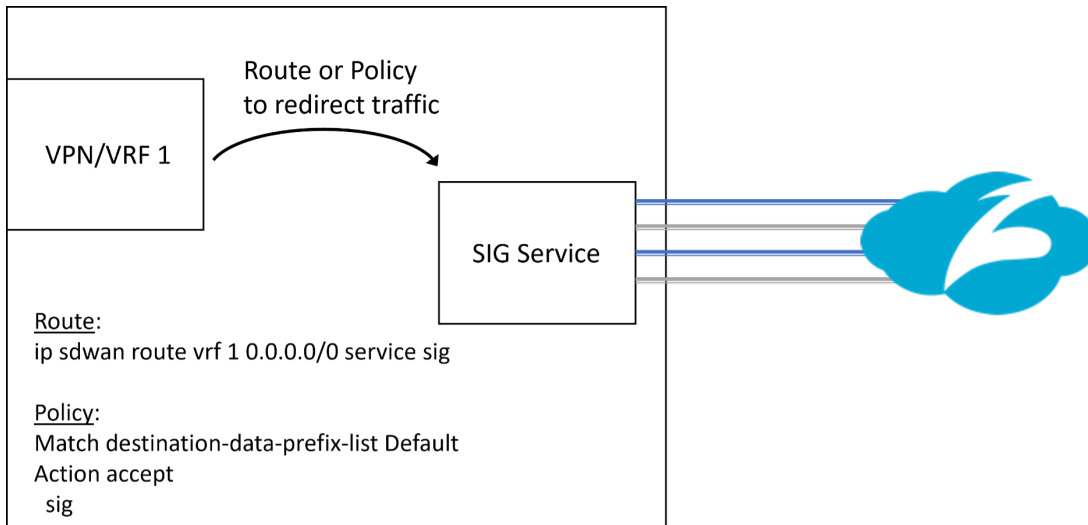 Route or Policy
to redirect traffic
VPN/VRF 1
SIG Service
Route:
ip sdwan route vrf 1 0.0.0.0/0 service sig
Policy:
Match destination-data-prefix-list Default
Action accept
sig